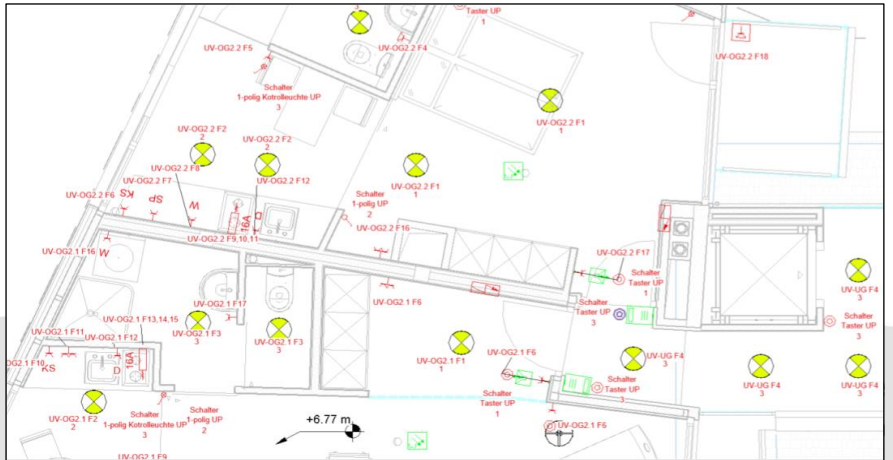 Taster UP
1
UV-OG2.2 F5
UV-OG2.2 F4
UV-OG2.2 F18
Schalter
1-polig Kotrolleuchte UP
3
UV-OG2.2 F1
1
UV-OG2.2 F2
2
UV-OG2.2 F2
2
UV-OG2.2 F8
UV-OG2.2 F7
UV-OG2.2 F12
UV-OG2.2 F1
1
UV-OG2.2 F6
KS
SP
W
D
16A
Schalter
1-polig UP
2
UV-OG2.2 F16
UV-OG2.2 F9,10,11
UV-OG2.1 F16
W
UV-OG2.2 F17
Schalter
Taster UP
1
UV-UG F4
3
UV-OG2.1 F6
Schalter
Taster UP
3
UV-OG2.1 F17
UV-OG2.1 F13,14,15
UV-OG2.1 F11
UV-OG2.1 F12
UV-OG2.1 F3
3
UV-OG2.1 F3
3
Schalter
Taster UP
3
UV-OG2.1 F1
1
UV-OG2.1 F6
UV-UG F4
3
UV-UG F4
3
UV-UG F4
3
OG2.1 F10
KS
D
16A
Schalter
Taster UP
1
Schalter
Taster UP
3
UV-OG2.1 F2
2
Schalter
1-polig Kotrolleuchte UP
3
Schalter
1-polig UP
2
+6.77 m
UV-OG2.1 F6
UV-OG2.1 F9